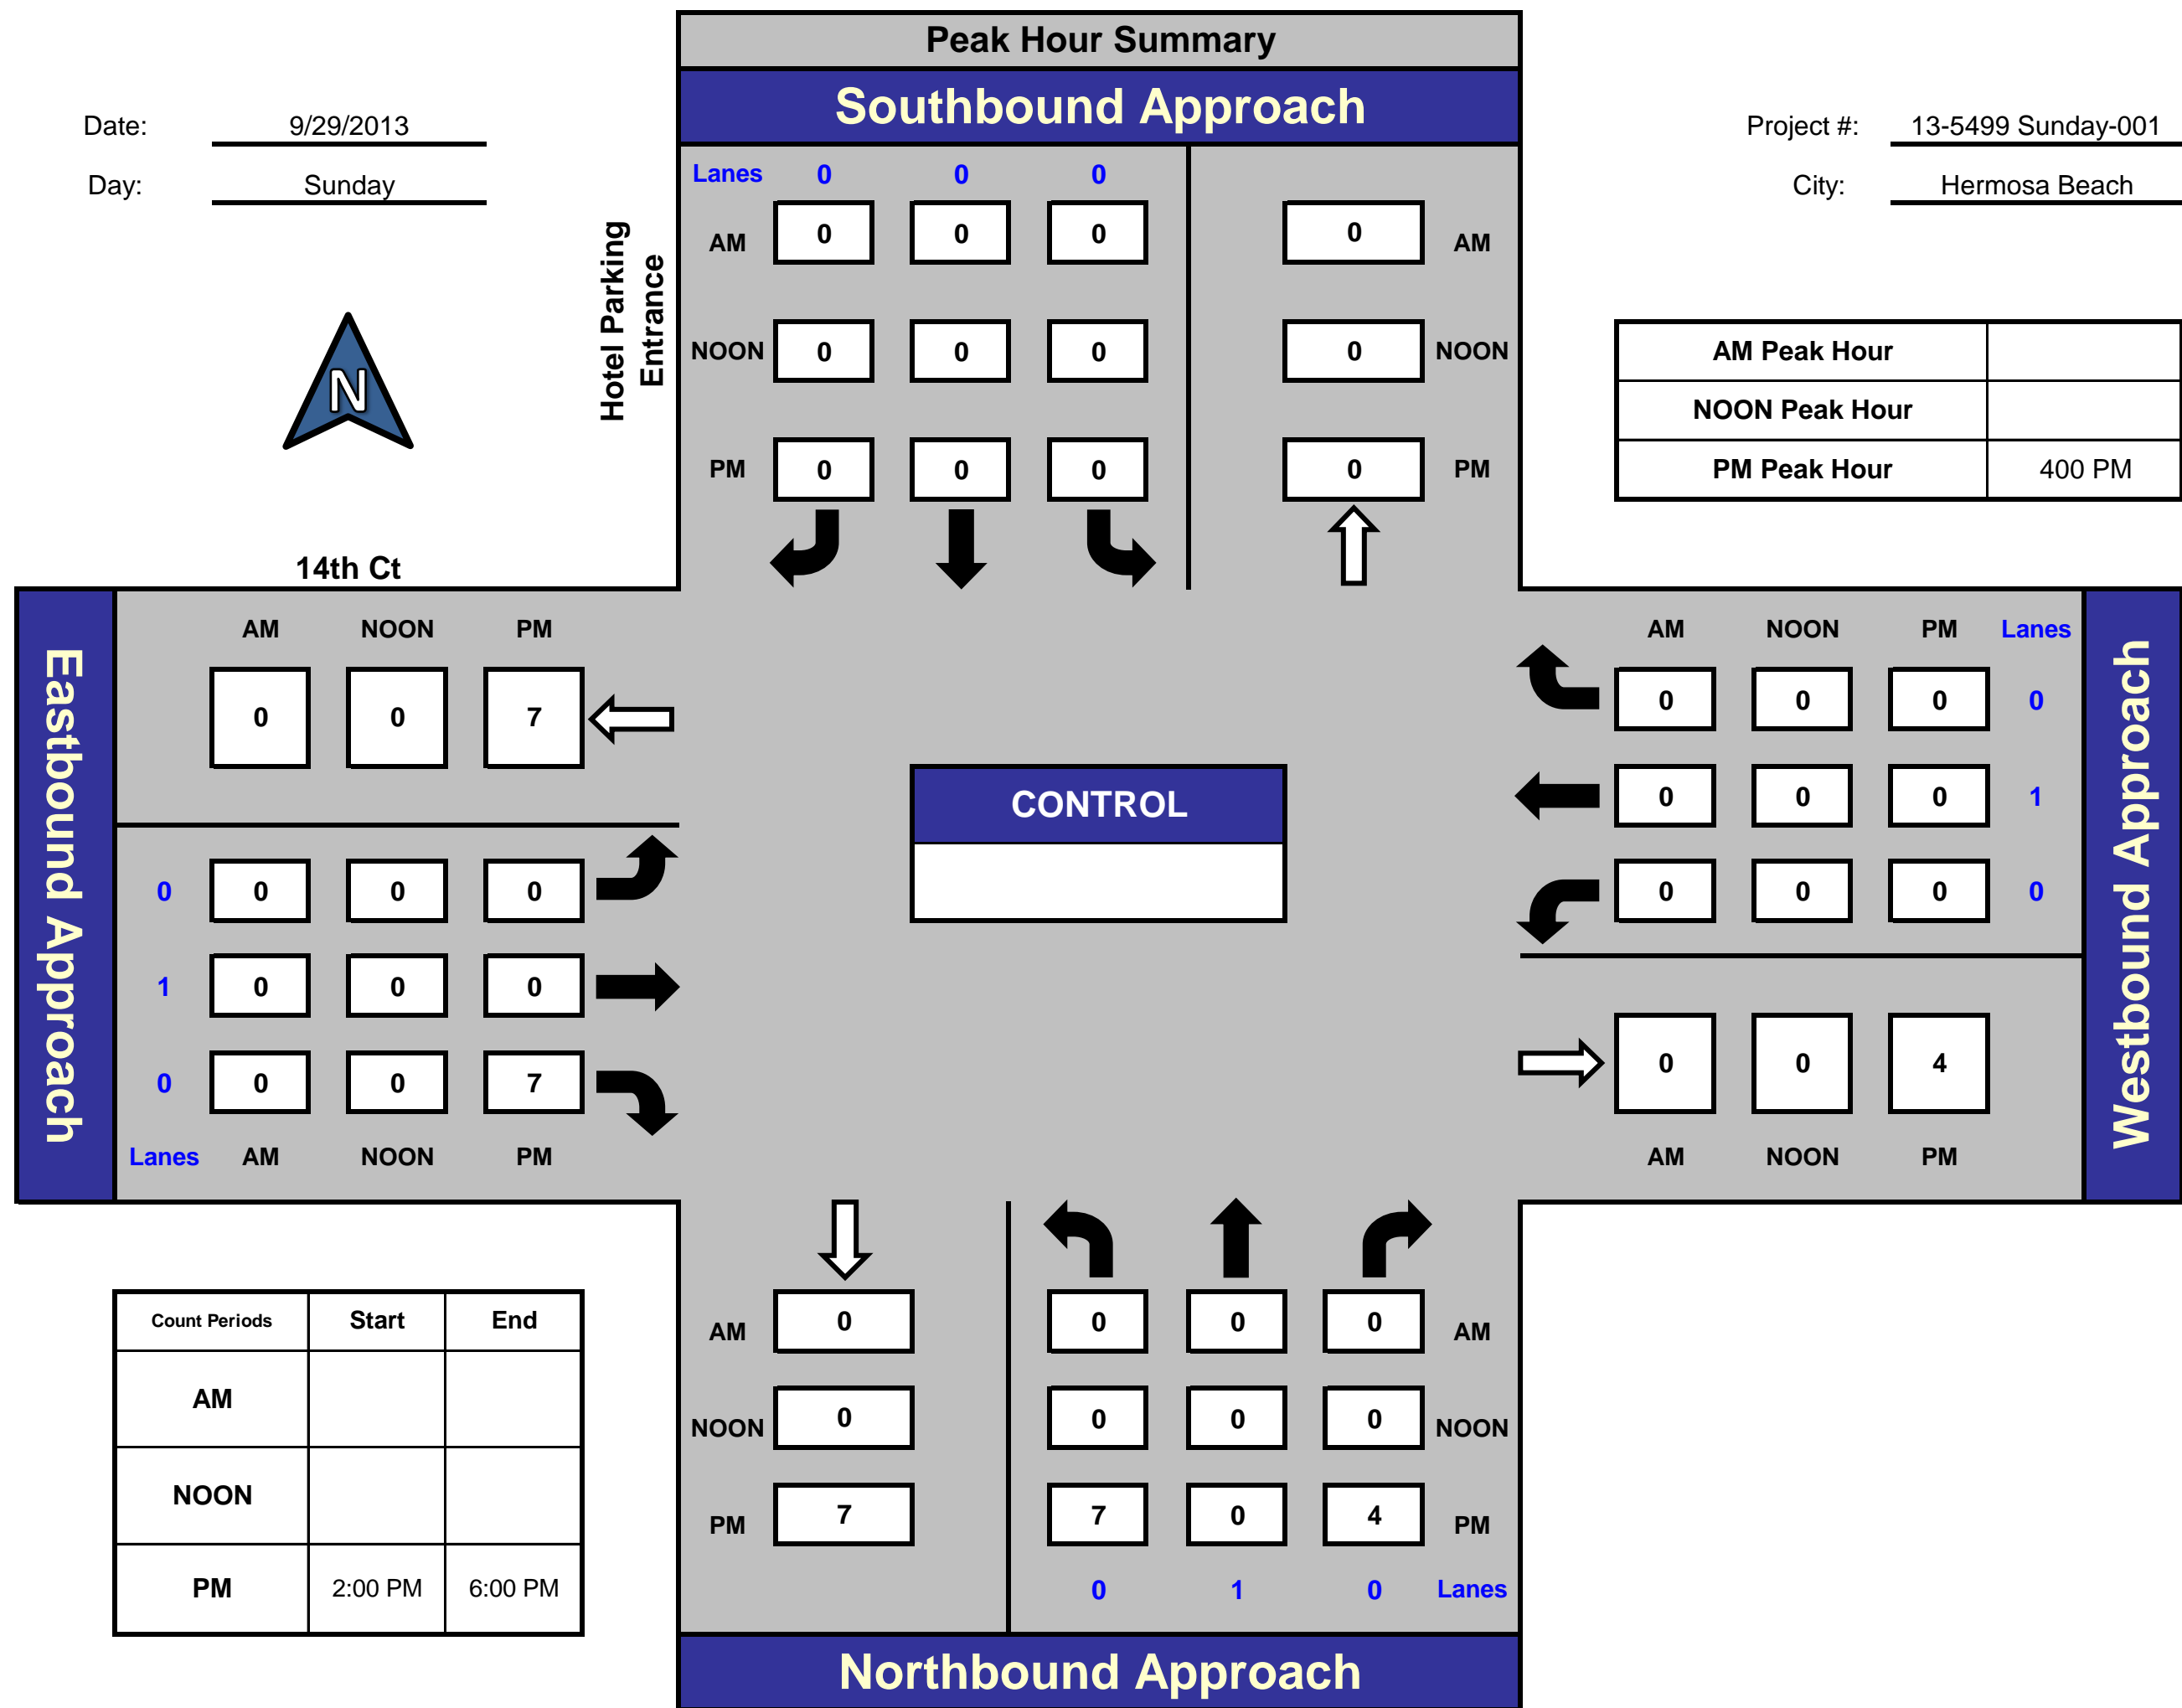 Peak Hour Summary
Southbound Approach
Date: 9/29/2013
Project #: 13-5499 Sunday-001
Day: Sunday
City: Hermosa Beach
Lanes 0 0 0
AM 0 0 0 0 AM
Hotel Parking
Entrance
NOON 0 0 0 0 NOON
PM 0 0 0 0 PM
N
AM Peak Hour
NOON Peak Hour
PM Peak Hour 400 PM
14th Ct
Eastbound Approach
AM NOON PM
0 0 7
0 0 0 0
1 0 0 0
0 0 0 7
Lanes AM NOON PM
CONTROL
AM NOON PM Lanes
0 0 0 0
0 0 0 1
0 0 0 0
0 0 4
AM NOON PM
Westbound Approach
Count Periods Start End
AM
NOON
PM 2:00 PM 6:00 PM
AM 0 0 0 0 AM
NOON 0 0 0 0 NOON
PM 7 7 0 4 PM
0 1 0 Lanes
Northbound Approach